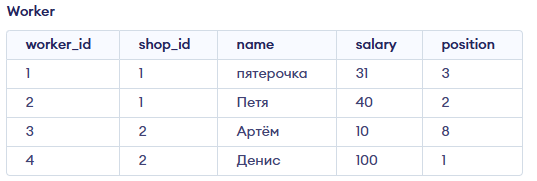 Worker
worker_id shop_id name salary position
1 1 пятерочка 31 3
2 1 Петя 40 2
3 2 Артём 10 8
4 2 Денис 100 1